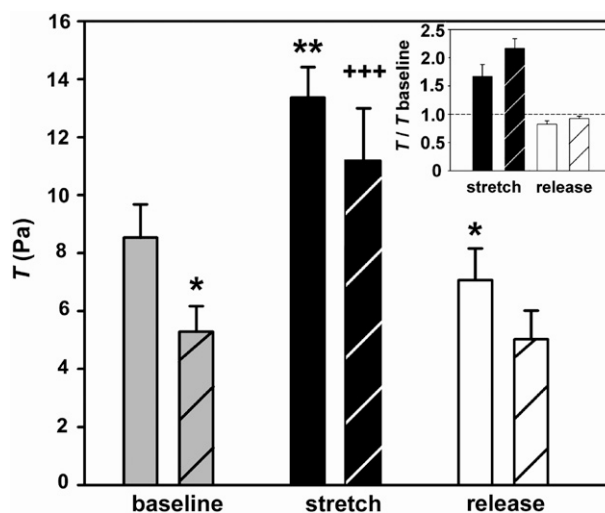 16
14
12
10
8
6
4
2
0
T (Pa)
*
**
+++
*
baseline
stretch
release
2.5
2.0
1.5
1.0
0.5
0
T / T baseline
stretch
release